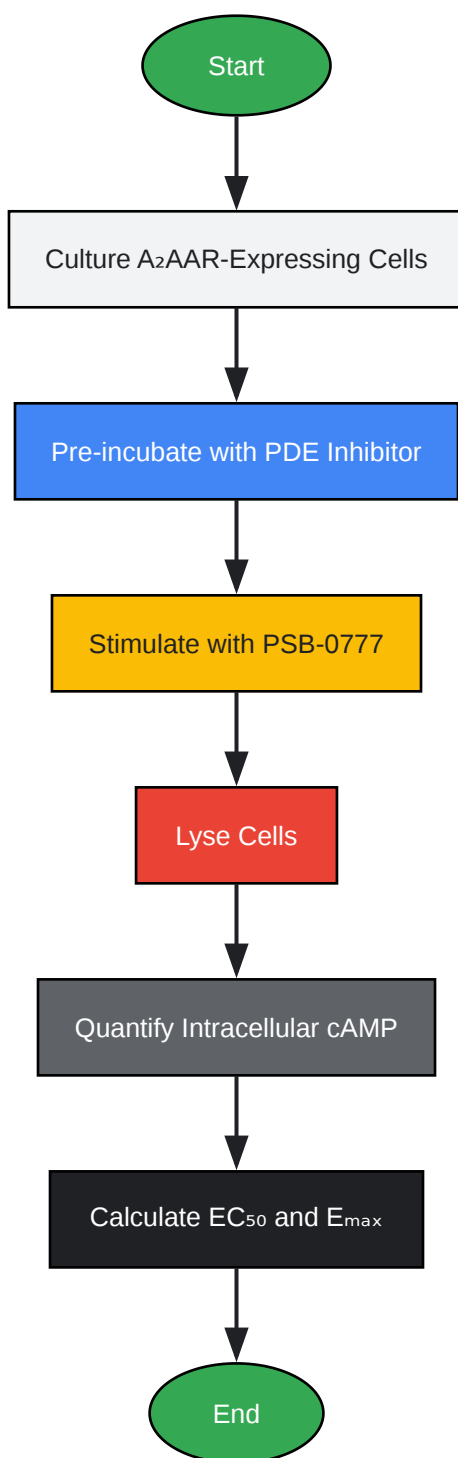 Start
Culture A₂AAR-Expressing Cells
Pre-incubate with PDE Inhibitor
Stimulate with PSB-0777
Lyse Cells
Quantify Intracellular cAMP
Calculate EC₅₀ and Eₘₐₓ
End